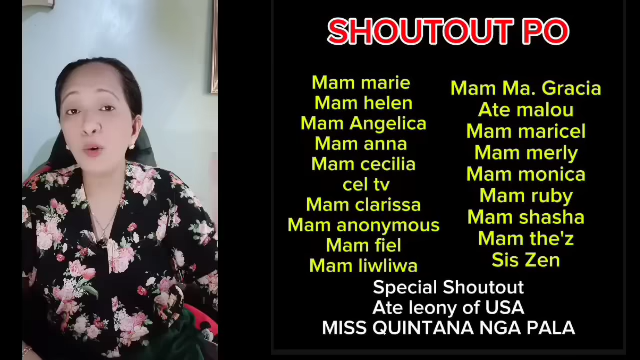 SHOUTOUT PO
Mam marie
Mam helen
Mam Angelica
Mam anna
Mam cecilia
cel tv
Mam clarissa
Mam anonymous
Mam fiel
Mam liwliwa
Mam Ma. Gracia
Ate malou
Mam maricel
Mam merly
Mam monica
Mam ruby
Mam shasha
Mam the'z
Sis Zen
Special Shoutout
Ate leony of USA
MISS QUINTANA NGA PALA